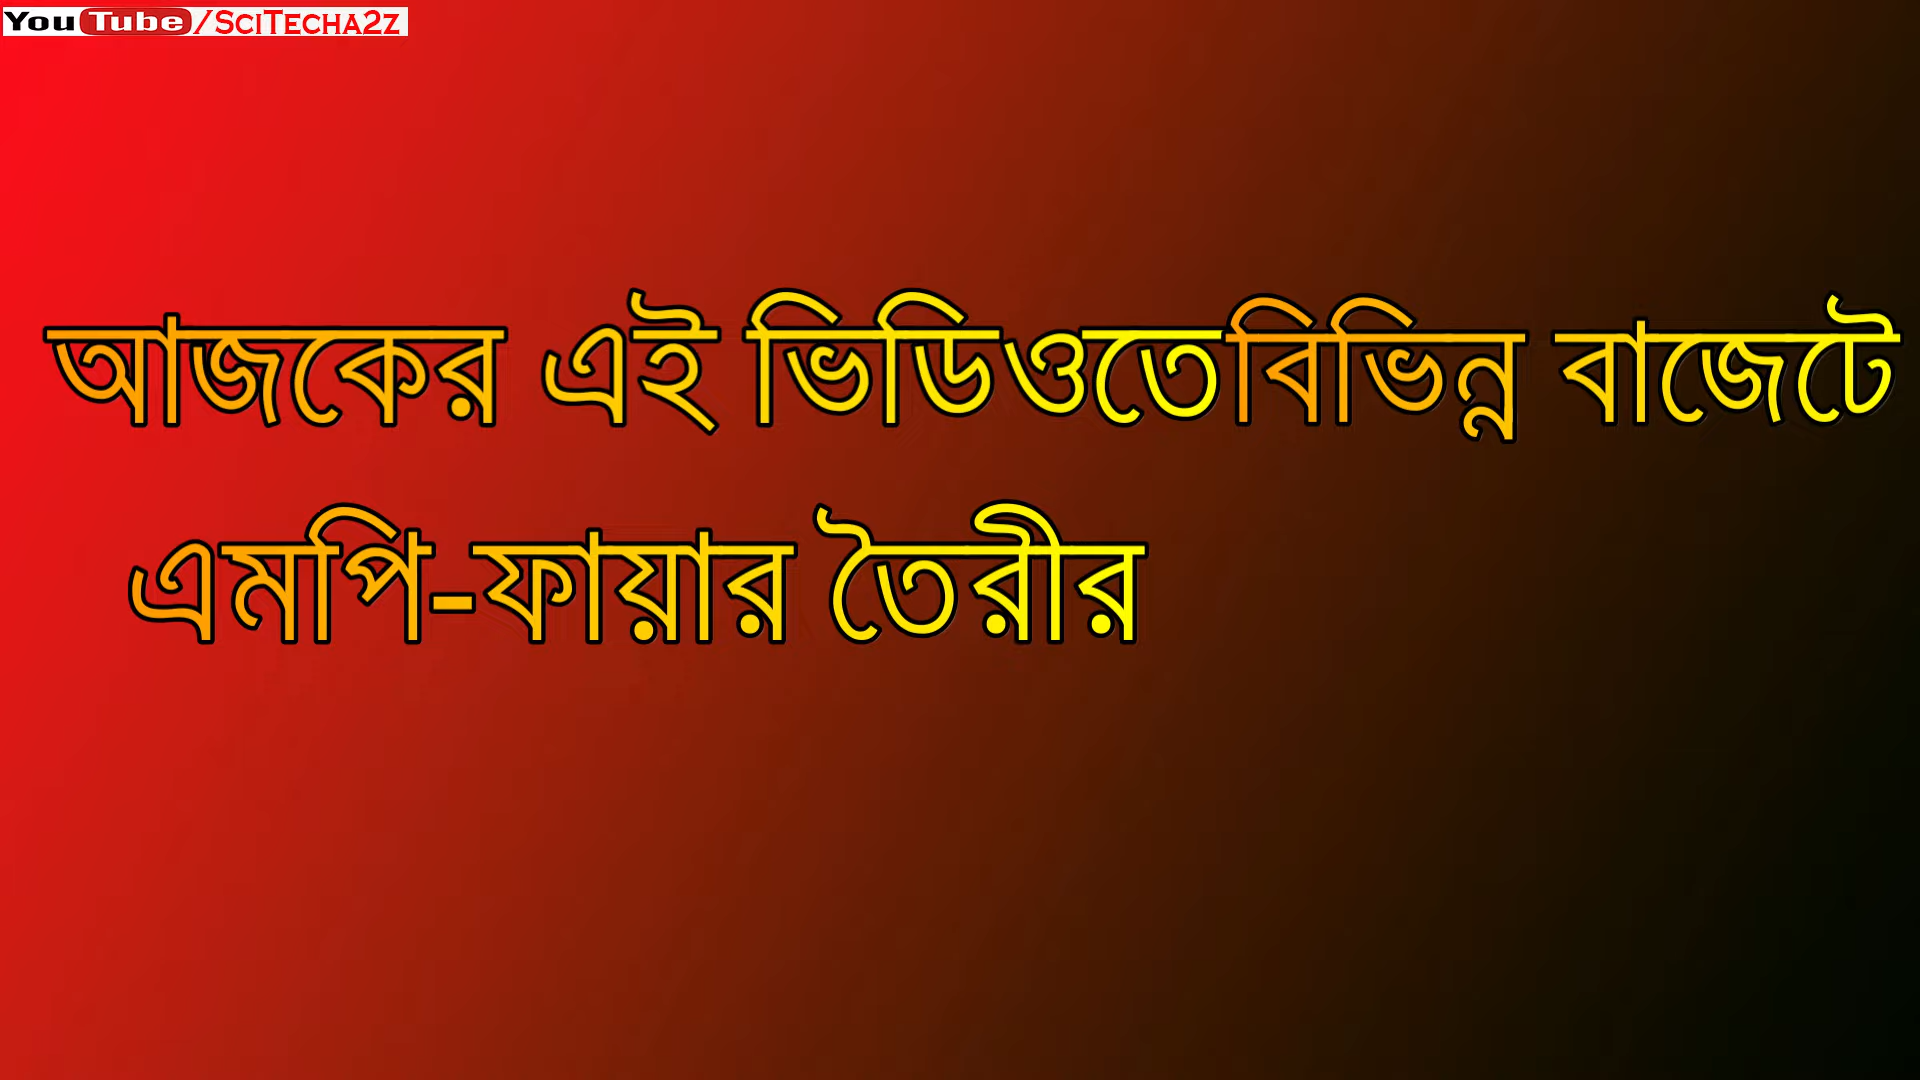 YouTube/SciTecha2z
আজকের এই ভিডিওতেবিভিন্ন বাজেটে
এমপি-ফায়ার তৈরীর